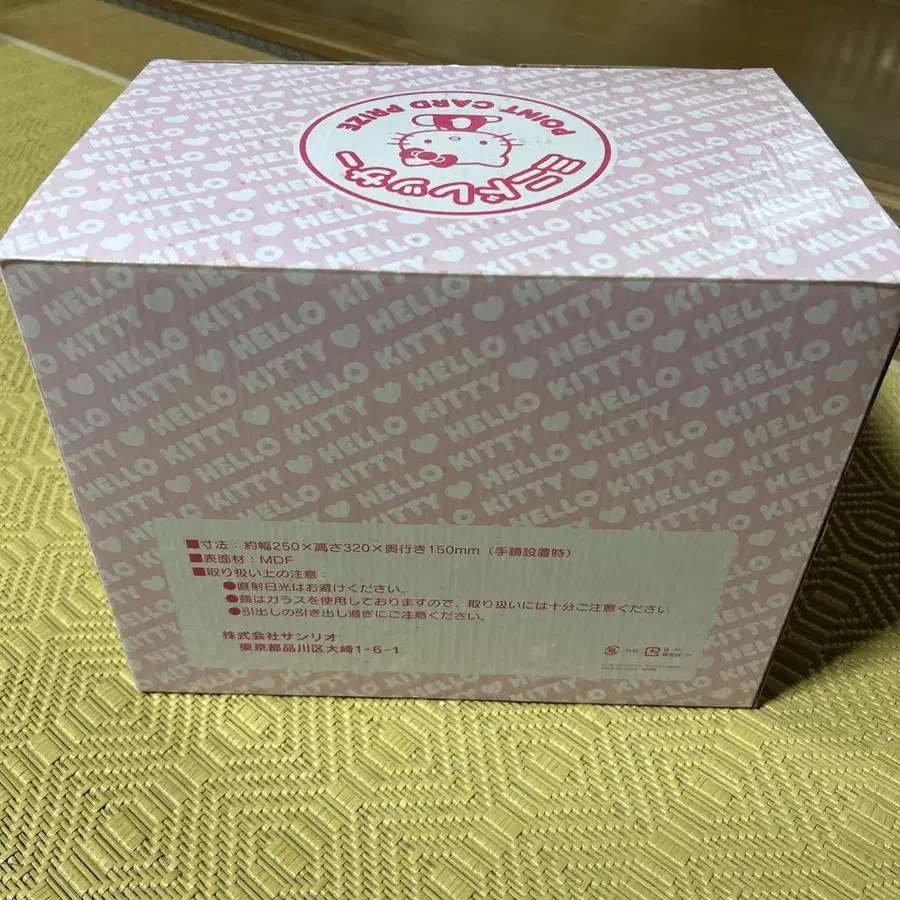 POINT CARD PRIZE
ミニドレッサー
HELLO KITTY
■寸法：約幅250×高さ320×奥行き150mm（手鏡設置時）
■表面材：MDF
■取り扱い上の注意：
●直射日光はお避けください。
●鏡はガラスを使用しておりますので、取り扱いには十分ご注意ください
●引出しの引き出し過ぎにご注意ください。
株式会社サンリオ
東京都品川区大崎1-6-1